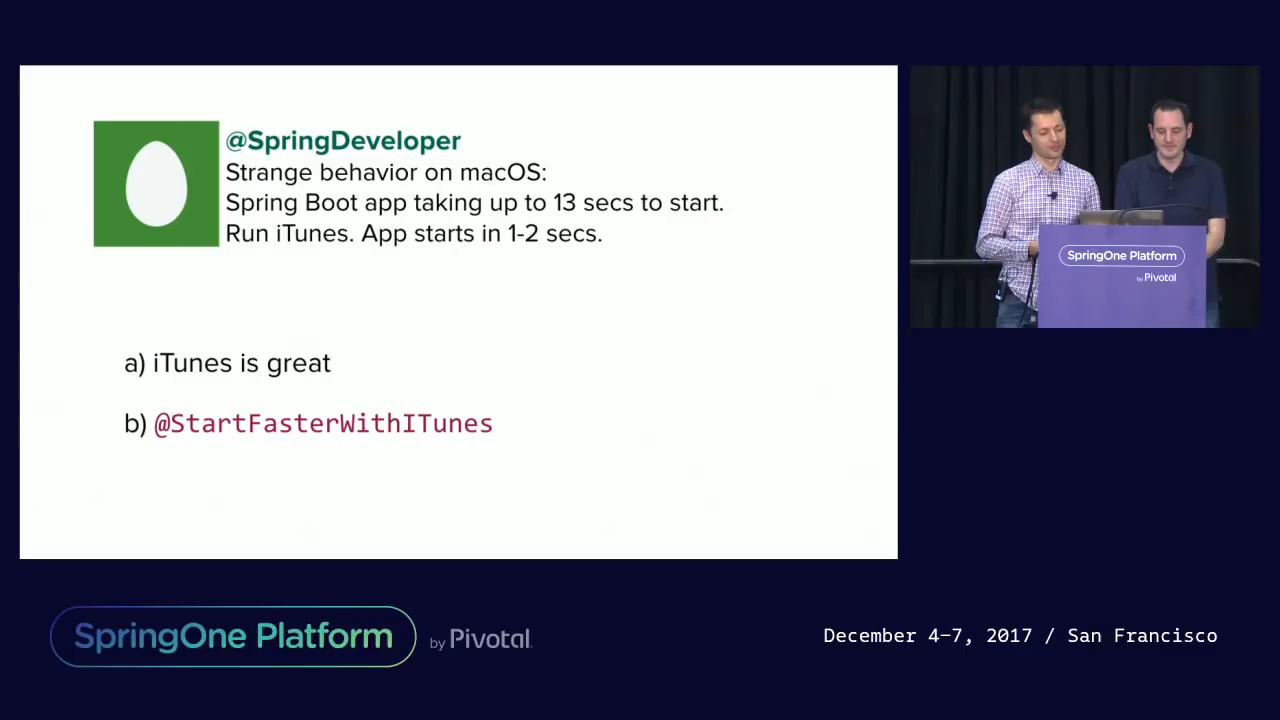 @SpringDeveloper
Strange behavior on macOS:
Spring Boot app taking up to 13 secs to start.
Run iTunes. App starts in 1-2 secs.
a) iTunes is great
b) @StartFasterWithITunes
SpringOne Platform
by Pivotal
SpringOne Platform by Pivotal.
December 4–7, 2017 / San Francisco